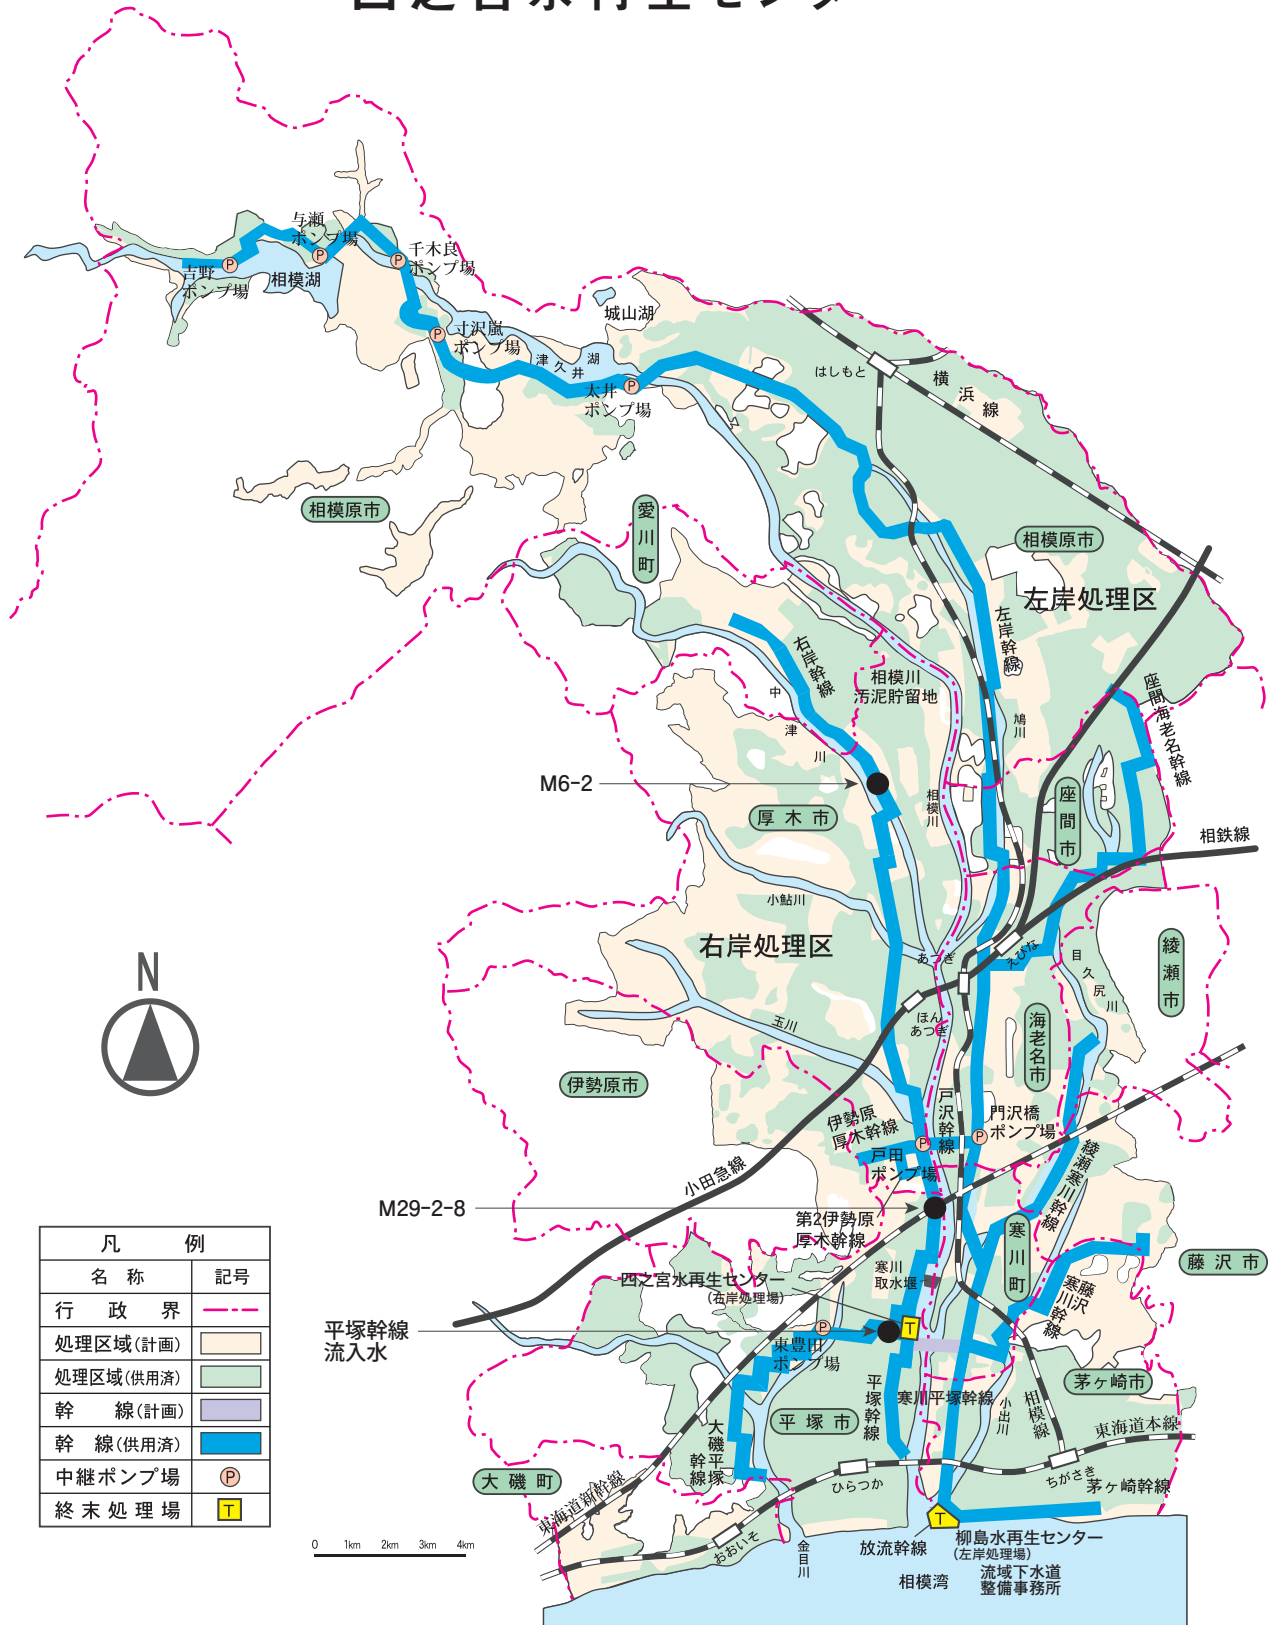 四之宮水再生センター
与瀬
ポンプ場
千木良
ポンプ場
吉野
ポンプ場
相模湖
城山湖
寸沢嵐
ポンプ場
津久井湖
太井
ポンプ場
はしもと
横浜線
相模原市
愛川町
相模原市
左岸処理区
左岸幹線
右岸幹線
相模川
汚泥貯留地
座間海老名幹線
中津川
鳩川
M6-2
相模川
座間市
厚木市
相鉄線
小鮎川
右岸処理区
あつぎ
えびな
目久尻川
綾瀬市
N
玉川
ほん
あつぎ
海老名市
伊勢原市
伊勢原
厚木幹線
戸沢幹線
門沢橋
ポンプ場
戸田
ポンプ場
綾瀬寒川幹線
小田急線
M29-2-8
第2伊勢原
厚木幹線
寒川町
藤沢市
四之宮水再生センター
(右岸処理場)
寒川
取水堰
藤沢
寒川幹線
平塚幹線
流入水
東豊田
ポンプ場
平塚幹線
寒川平塚幹線
小出川
相模線
茅ヶ崎市
平塚市
大磯平塚
幹線
東海道本線
大磯町
ひらつか
ちがさき
茅ヶ崎幹線
東海道新幹線
おおいそ
金目川
放流幹線
柳島水再生センター
(左岸処理場)
流域下水道
整備事務所
相模湾
凡例
名称 記号
行政界
処理区域(計画)
処理区域(供用済)
幹線(計画)
幹線(供用済)
中継ポンプ場 P
終末処理場 T
0 1km 2km 3km 4km